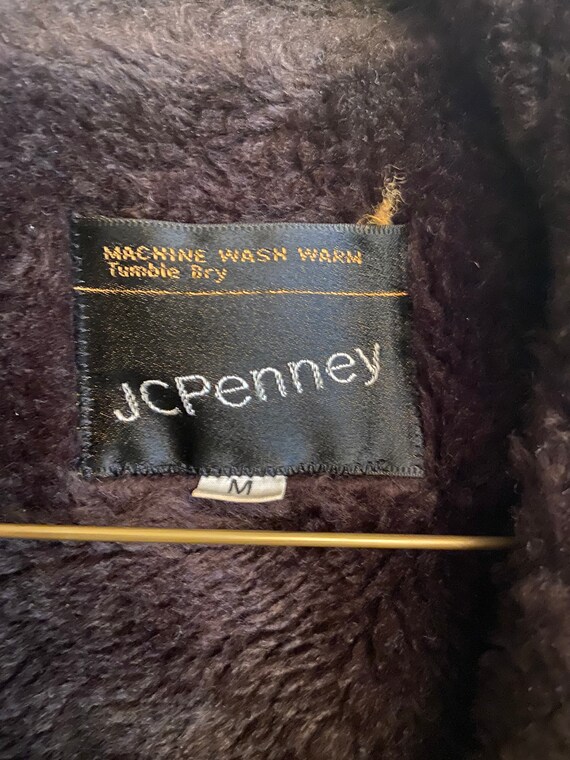 MACHINE WASH WARM
Tumble Dry
JCPenney
M